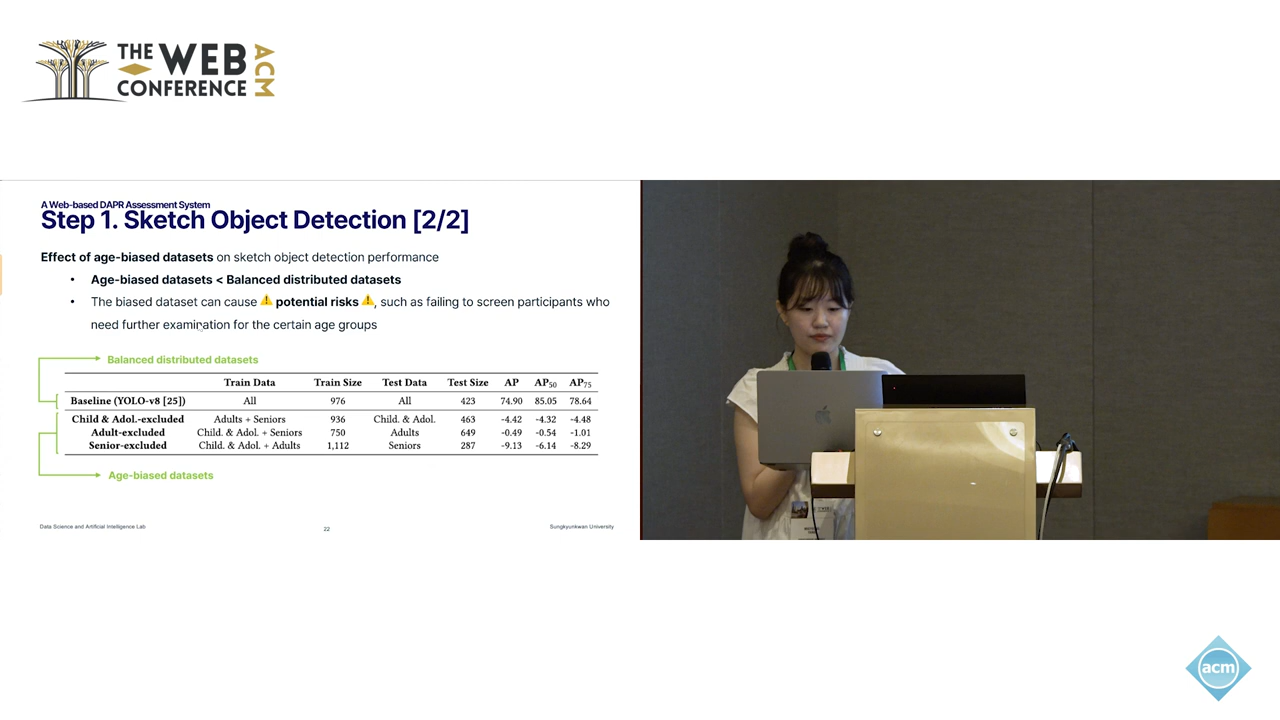 THE WEB CONFERENCE ACM
A Web-based DAPR Assessment System
Step 1. Sketch Object Detection [2/2]
Effect of age-biased datasets on sketch object detection performance
• Age-biased datasets < Balanced distributed datasets
• The biased dataset can cause ⚠ potential risks ⚠, such as failing to screen participants who
need further examination for the certain age groups
Balanced distributed datasets
Train Data Train Size Test Data Test Size AP AP50 AP75
Baseline (YOLO-v8 [25]) All 976 All 423 74.90 85.05 78.64
Child & Adol.-excluded Adults + Seniors 936 Child. & Adol. 463 -4.42 -4.32 -4.48
Adult-excluded Child. & Adol. + Seniors 750 Adults 649 -0.49 -0.54 -1.01
Senior-excluded Child. & Adol. + Adults 1,112 Seniors 287 -9.13 -6.14 -8.29
Age-biased datasets
Data Science and Artificial Intelligence Lab
22
Sungkyunkwan University
acm